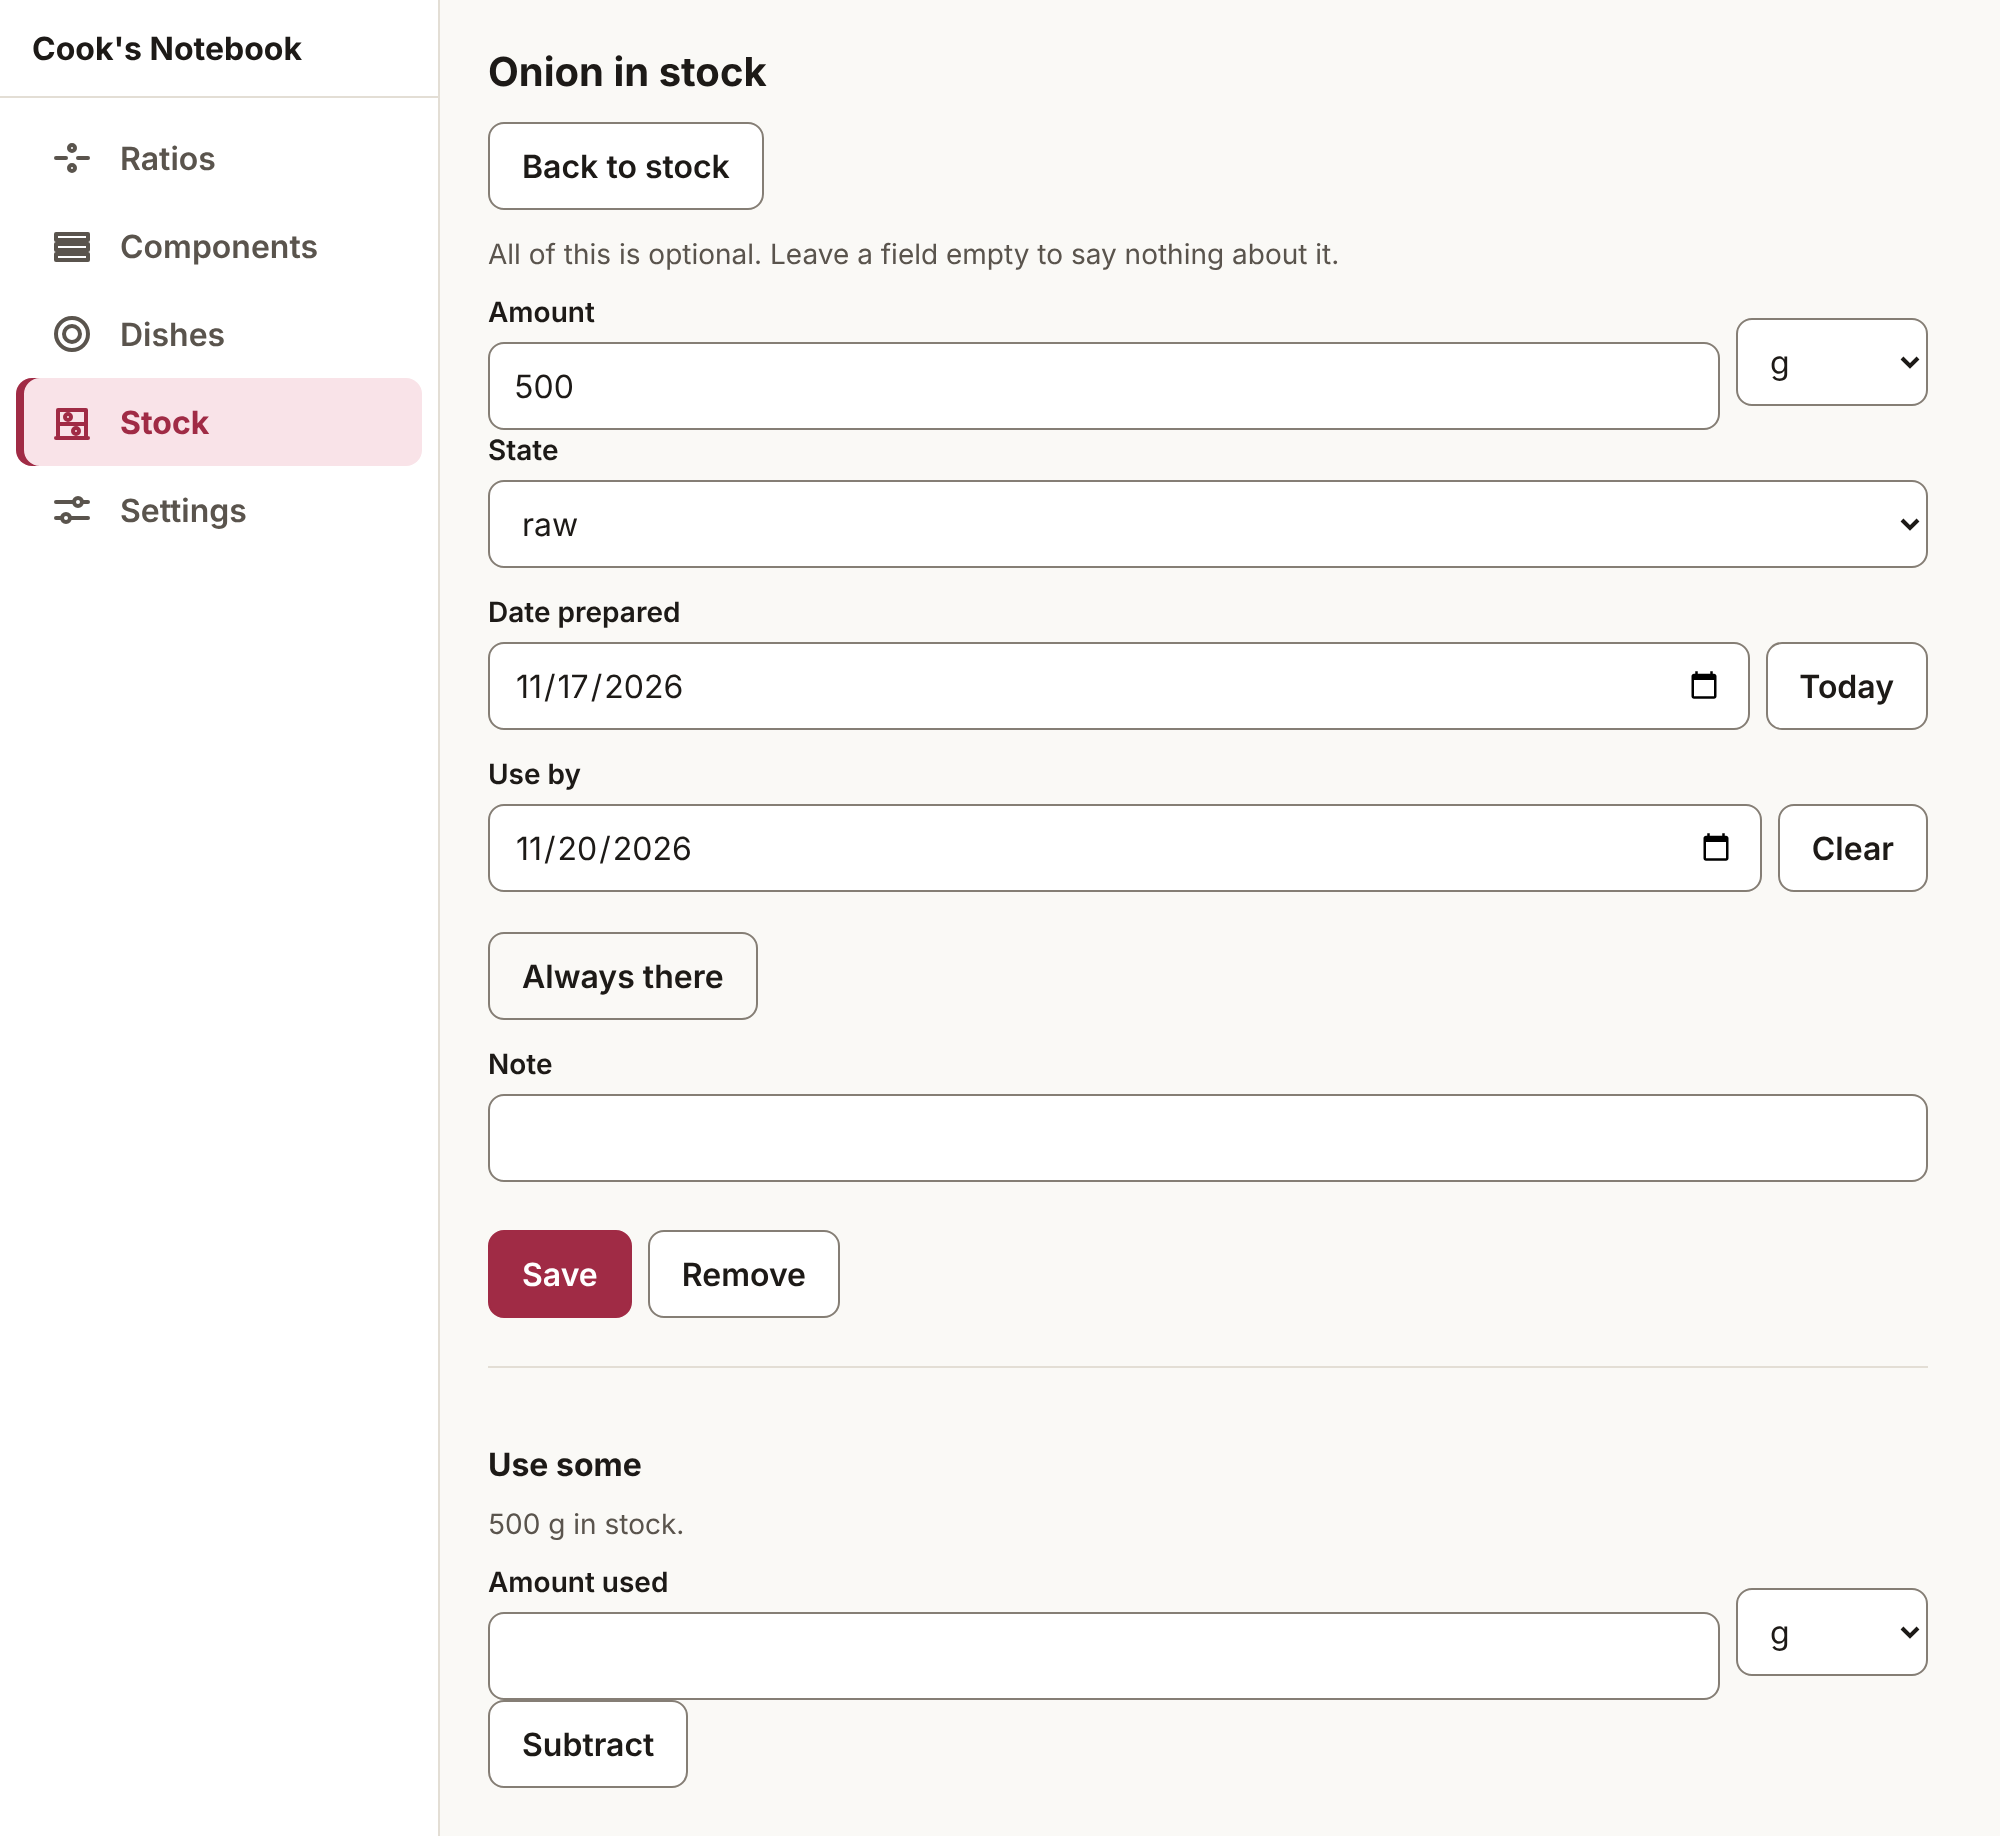 Cook's Notebook
Ratios
Components
Dishes
Stock
Settings
Onion in stock
Back to stock
All of this is optional. Leave a field empty to say nothing about it.
Amount
500
g
State
raw
Date prepared
11/17/2026
Today
Use by
11/20/2026
Clear
Always there
Note
Save
Remove
Use some
500 g in stock.
Amount used
g
Subtract